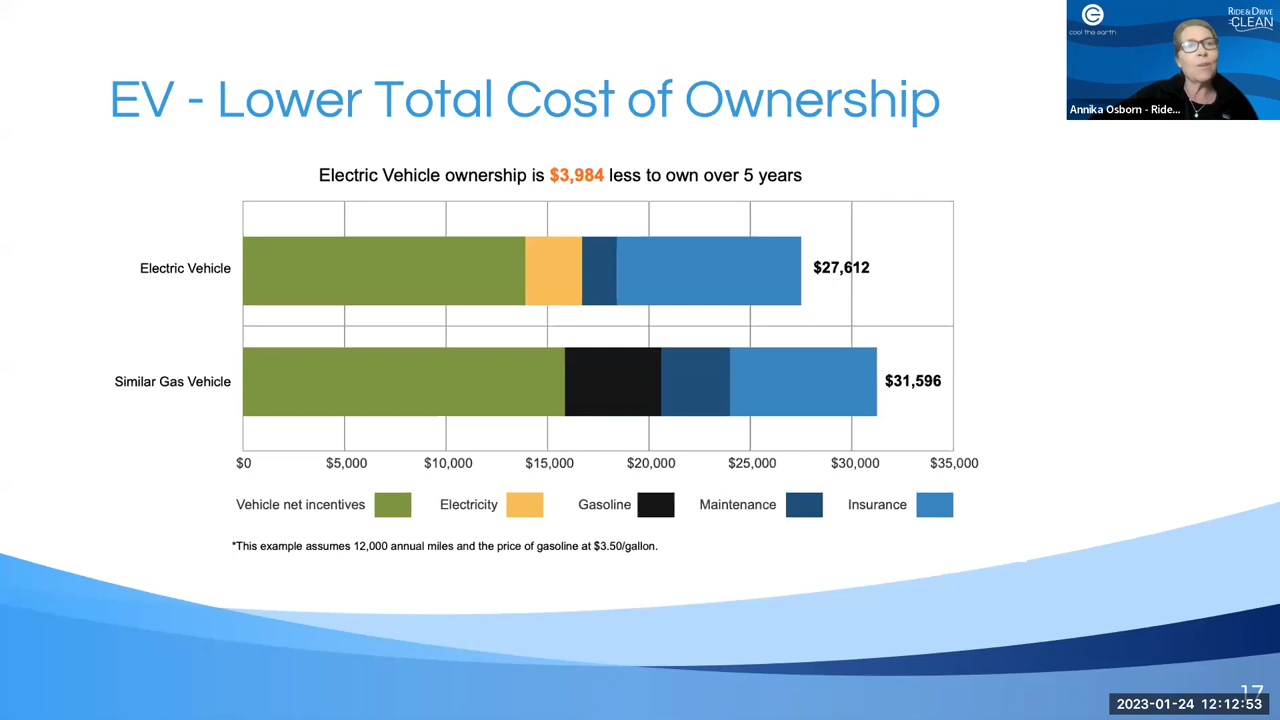 cool the earth
RIDE & DRIVE
CLEAN
Annika Osborn - Ride...
EV - Lower Total Cost of Ownership
Electric Vehicle ownership is $3,984 less to own over 5 years
Electric Vehicle
$27,612
Similar Gas Vehicle
$31,596
$0 $5,000 $10,000 $15,000 $20,000 $25,000 $30,000 $35,000
Vehicle net incentives Electricity Gasoline Maintenance Insurance
*This example assumes 12,000 annual miles and the price of gasoline at $3.50/gallon.
17
2023-01-24 12:12:53